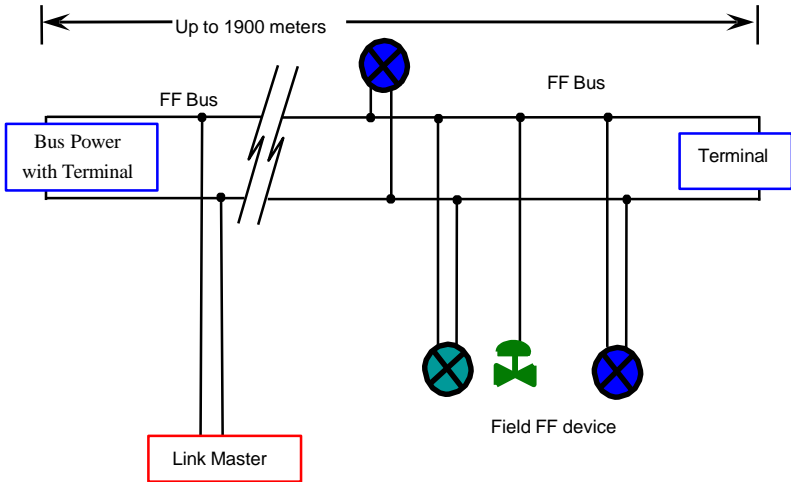 Up to 1900 meters
FF Bus
FF Bus
Bus Power
with Terminal
Terminal
Field FF device
Link Master